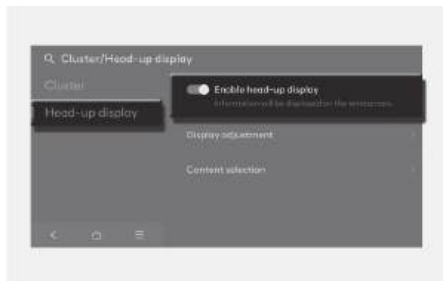 Cluster/Head-up display
Cluster
Enable head-up display
Information will be displayed on the windscreen.
Head-up display
Display adjustment
Content selection